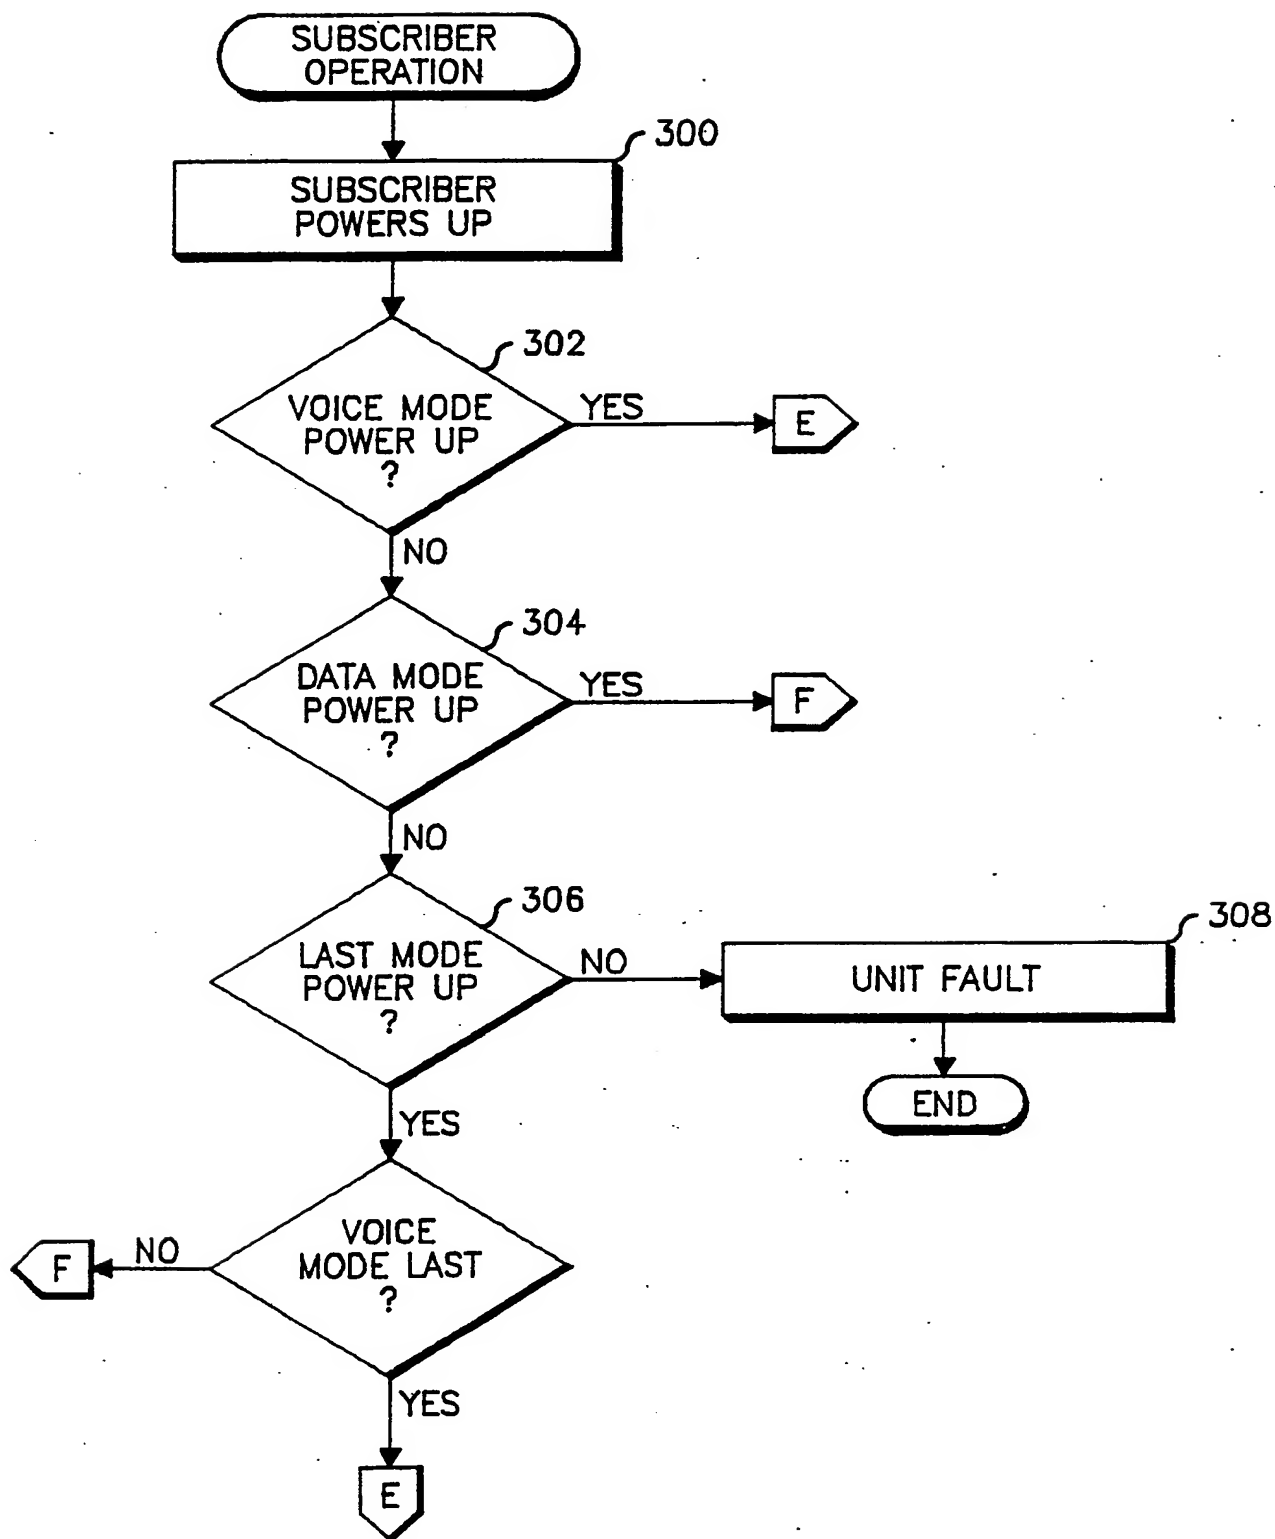 SUBSCRIBER
OPERATION
300
SUBSCRIBER
POWERS UP
302
VOICE MODE
POWER UP
?
YES
E
NO
304
DATA MODE
POWER UP
?
YES
F
NO
306
LAST MODE
POWER UP
?
NO
308
UNIT FAULT
END
YES
VOICE
MODE LAST
?
NO
F
YES
E